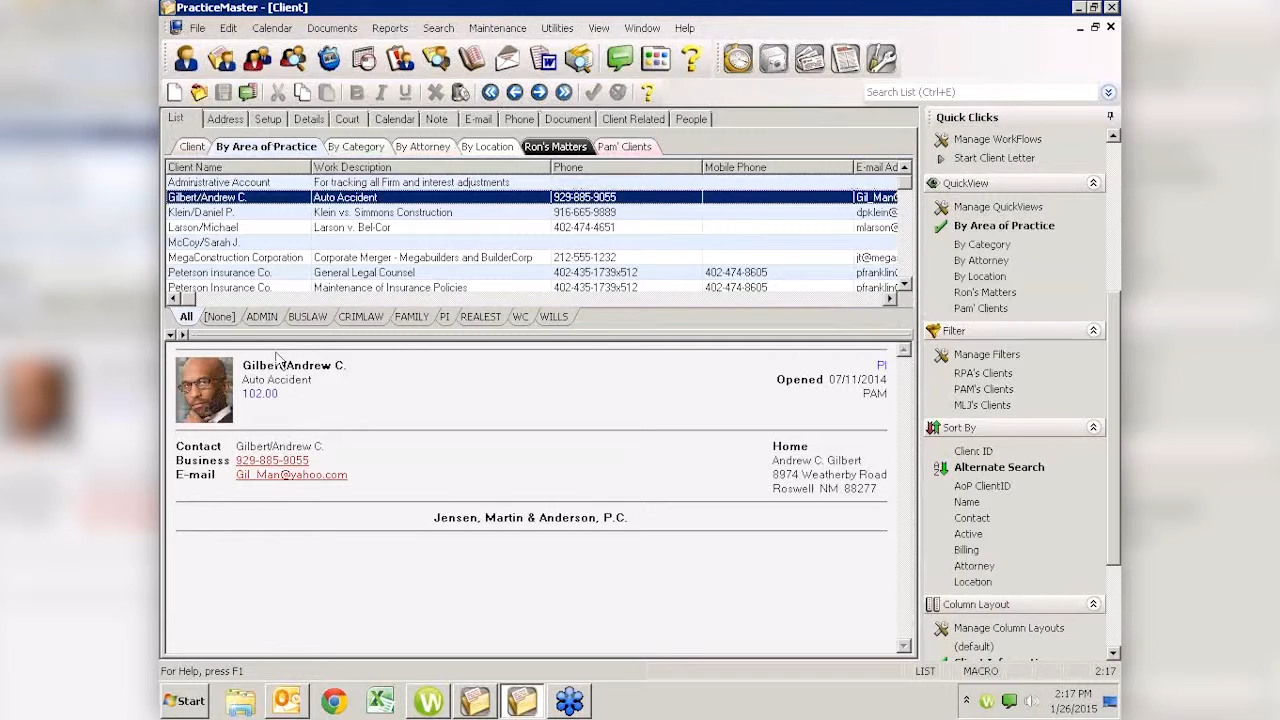 PracticeMaster - [Client]
File Edit Calendar Documents Reports Search Maintenance Utilities View Window Help
Search List (Ctrl+E)
List Address Setup Details Court Calendar Note E-mail Phone Document Client Related People
Client By Area of Practice By Category By Attorney By Location Ron's Matters Pam' Clients
Client Name Work Description Phone Mobile Phone E-mail Ad
Administrative Account For tracking all Firm and interest adjustments
Gilbert/Andrew C. Auto Accident 929-885-9055 Gil_Man@
Klein/Daniel P. Klein vs. Simmons Construction 916-665-9889 dpklein@
Larson/Michael Larson v. Bel-Cor 402-474-4651 mlarson@
McCoy/Sarah J.
MegaConstruction Corporation Corporate Merger - Megabuilders and BuilderCorp 212-555-1232 jt@mega
Peterson Insurance Co. General Legal Counsel 402-435-1739x512 402-474-8605 pfranklin
Peterson Insurance Co. Maintenance of Insurance Policies 402-435-1739x512 402-474-8605 pfranklin
All [None] ADMIN BUSLAW CRIMLAW FAMILY PI REALEST WC WILLS
Gilbert/Andrew C. PI
Auto Accident Opened 07/11/2014
102.00 PAM
Contact Gilbert/Andrew C. Home
Business 929-885-9055 Andrew C. Gilbert
E-mail Gil_Man@yahoo.com 8974 Weatherby Road
Roswell NM 88277
Jensen, Martin & Anderson, P.C.
Quick Clicks
Manage WorkFlows
Start Client Letter
QuickView
Manage QuickViews
By Area of Practice
By Category
By Attorney
By Location
Ron's Matters
Pam' Clients
Filter
Manage Filters
RPA's Clients
PAM's Clients
MLJ's Clients
Sort By
Client ID
Alternate Search
AoP ClientID
Name
Contact
Active
Billing
Attorney
Location
Column Layout
Manage Column Layouts
(default)
For Help, press F1 LIST MACRO 2:17
Start
2:17 PM
1/26/2015